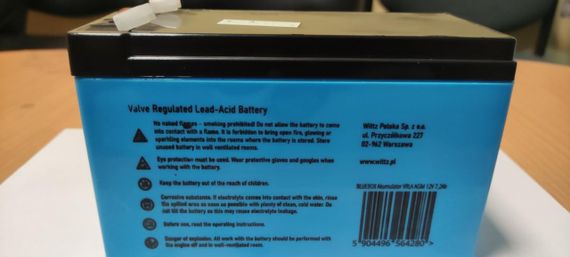 Valve Regulated Load-Acid Battery
No naked flames - smoking prohibited! Do not allow the battery to come
into contact with a flame. It is forbidden to bring open fire, glowing or
sparkling elements into the rooms where the battery is stored. Store
unused battery in well ventilated rooms.
Eye protection must be used. Wear protective gloves and googles when
working with the battery.
Keep the battery out of the reach of children.
Corrosive substance. If electrolyte comes into contact with the skin, rinse
the spilled area as soon as possible with plenty of clean, cold water. Do
not tilt the battery as this may cause electrolyte leakage.
Before use, read the operating instructions.
Danger of explosion. All work with the battery should be performed with
the engine off and in well-ventilated room.
Wittz Polska Sp. z o.o.
ul. Przyczółkowa 227
02-962 Warszawa
www.wittz.pl
BLUEBOX Akumulator VRLA AGM 12V 7,2Ah
5 904496 564280 >